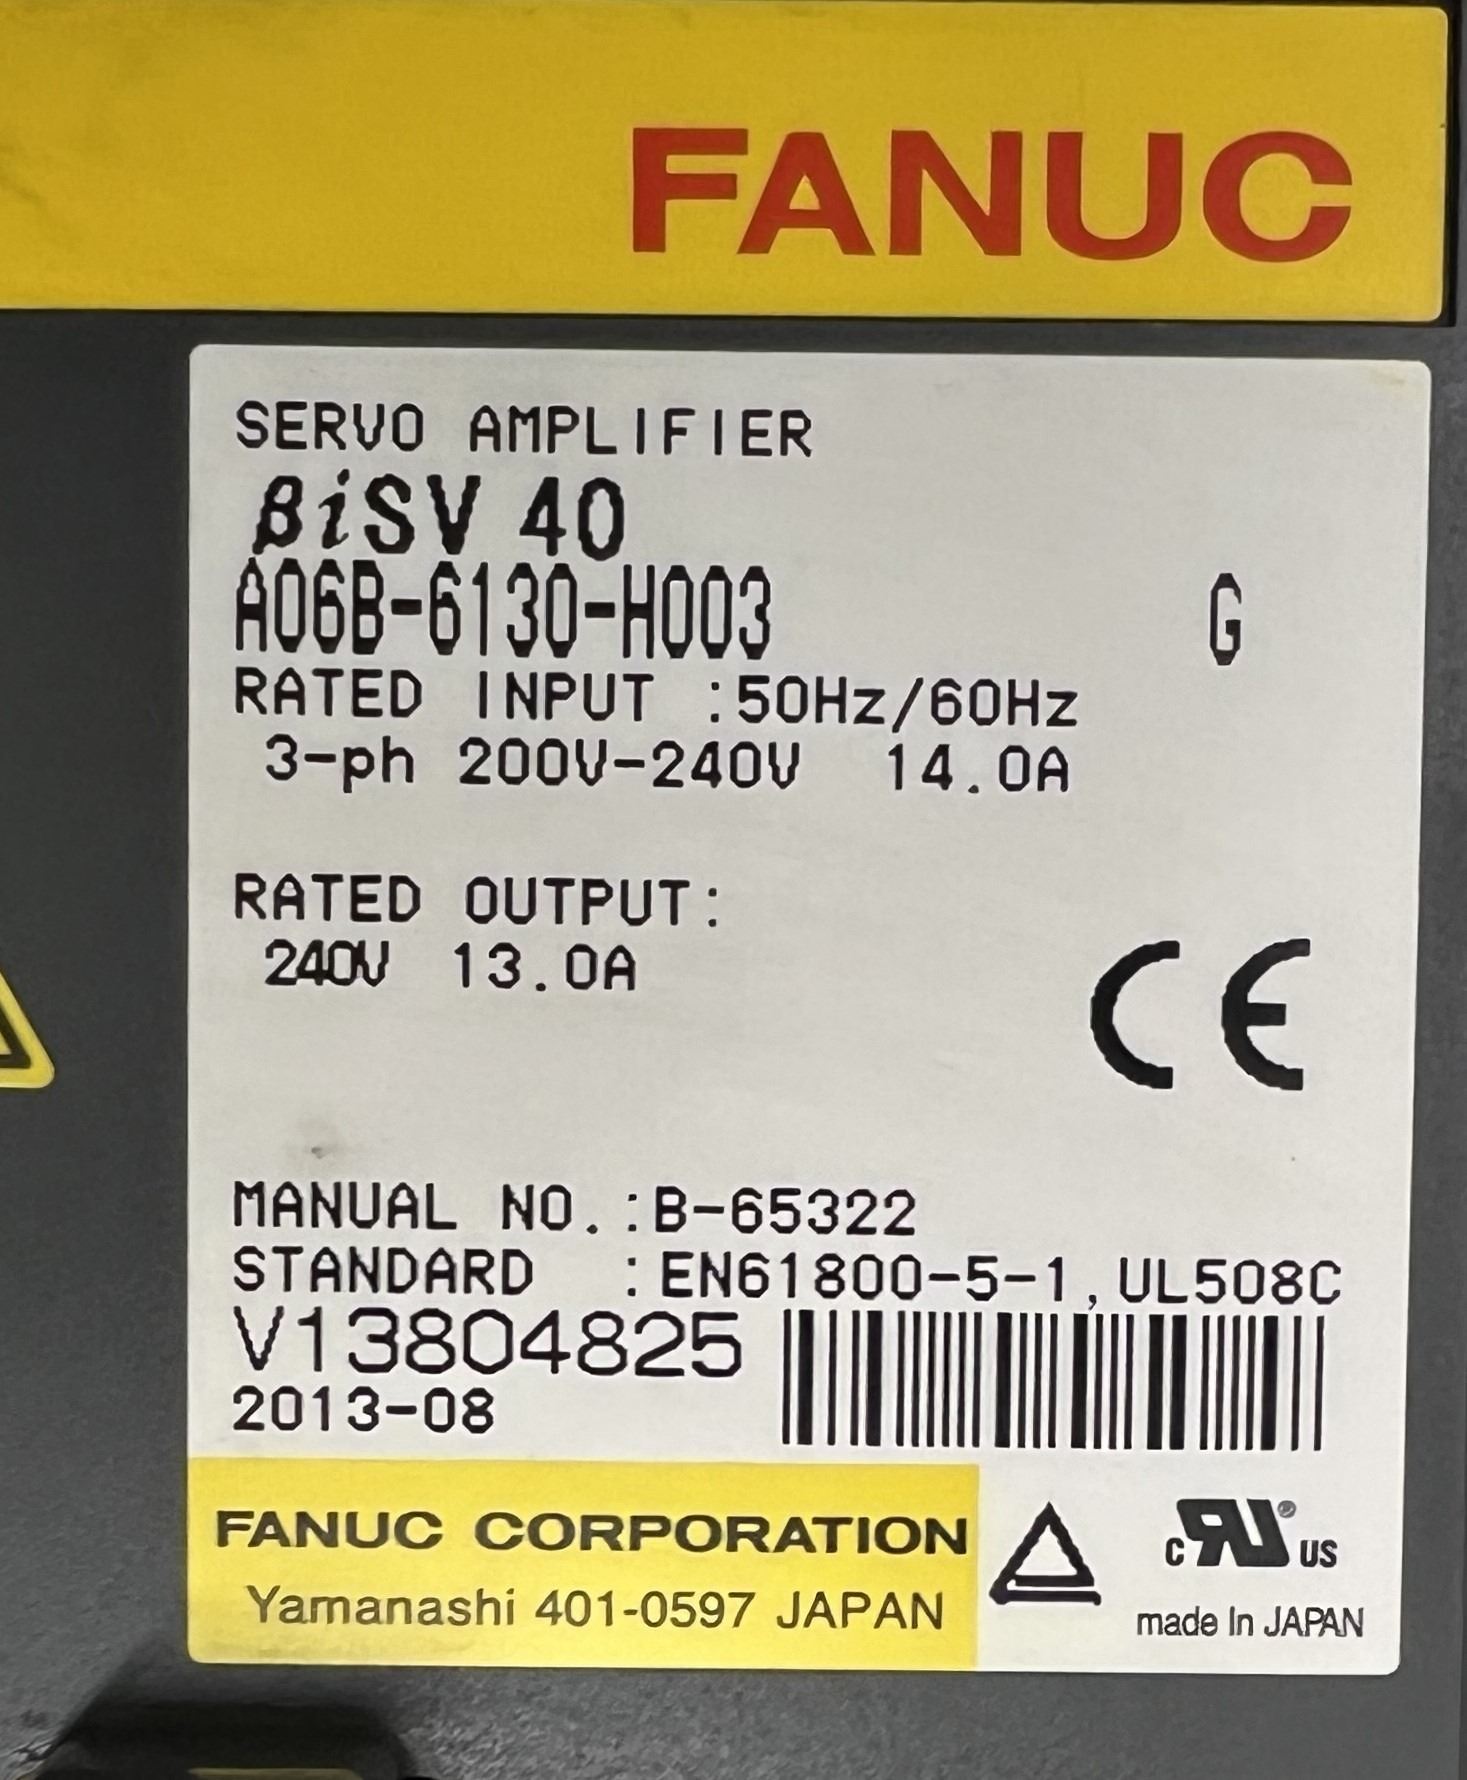 FANUC
SERVO AMPLIFIER
βiSV 40
A06B-6130-H003 G
RATED INPUT :50Hz/60Hz
3-ph 200V-240V 14.0A
RATED OUTPUT:
240V 13.0A
CE
MANUAL NO.:B-65322
STANDARD :EN61800-5-1,UL508C
V13804825
2013-08
FANUC CORPORATION
Yamanashi 401-0597 JAPAN
c RU ® US
made In JAPAN